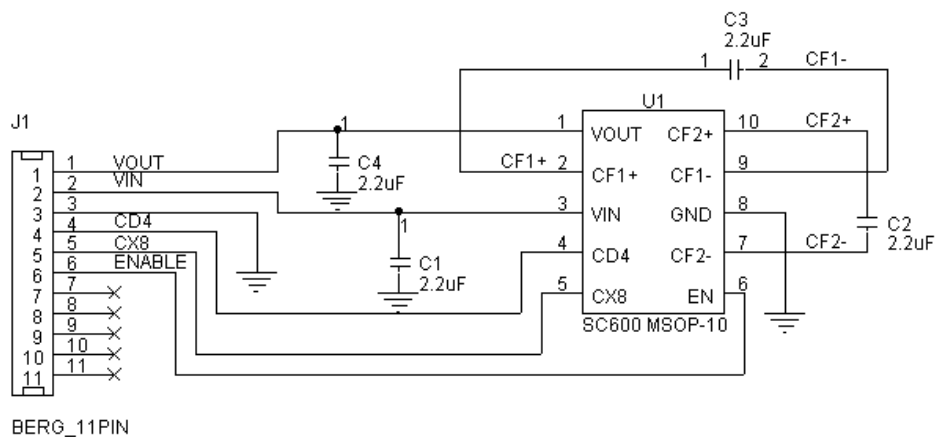 C3
2.2uF
1 2 CF1-
U1
J1
1 VOUT
2 VIN
3
4 CD4
5 CX8
6 ENABLE
7
8
9
10
11
1
2
3
4
5
6
7
8
9
10
11
BERG_11PIN
1
C4
2.2uF
1
C1
2.2uF
CF1+
1 VOUT CF2+ 10 CF2+
2 CF1+ CF1- 9
3 VIN GND 8
4 CD4 CF2- 7 CF2-
5 CX8 EN 6
SC600 MSOP-10
C2
2.2uF